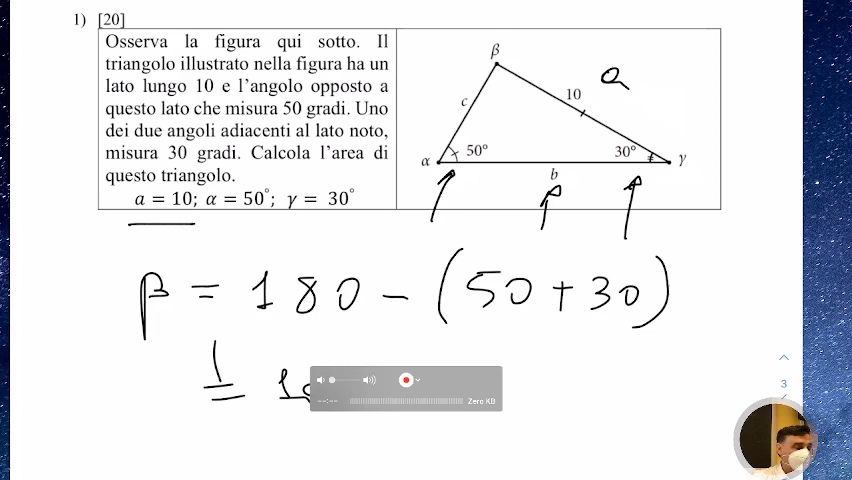 1) [20]
Osserva la figura qui sotto. Il
triangolo illustrato nella figura ha un
lato lungo 10 e l'angolo opposto a
questo lato che misura 50 gradi. Uno
dei due angoli adiacenti al lato noto,
misura 30 gradi. Calcola l'area di
questo triangolo.
a = 10; α = 50°; γ = 30°
β
a
10
c
50°
30°
α
γ
b
β = 180 - (50 + 30)
=
--:--
Zero KB
3